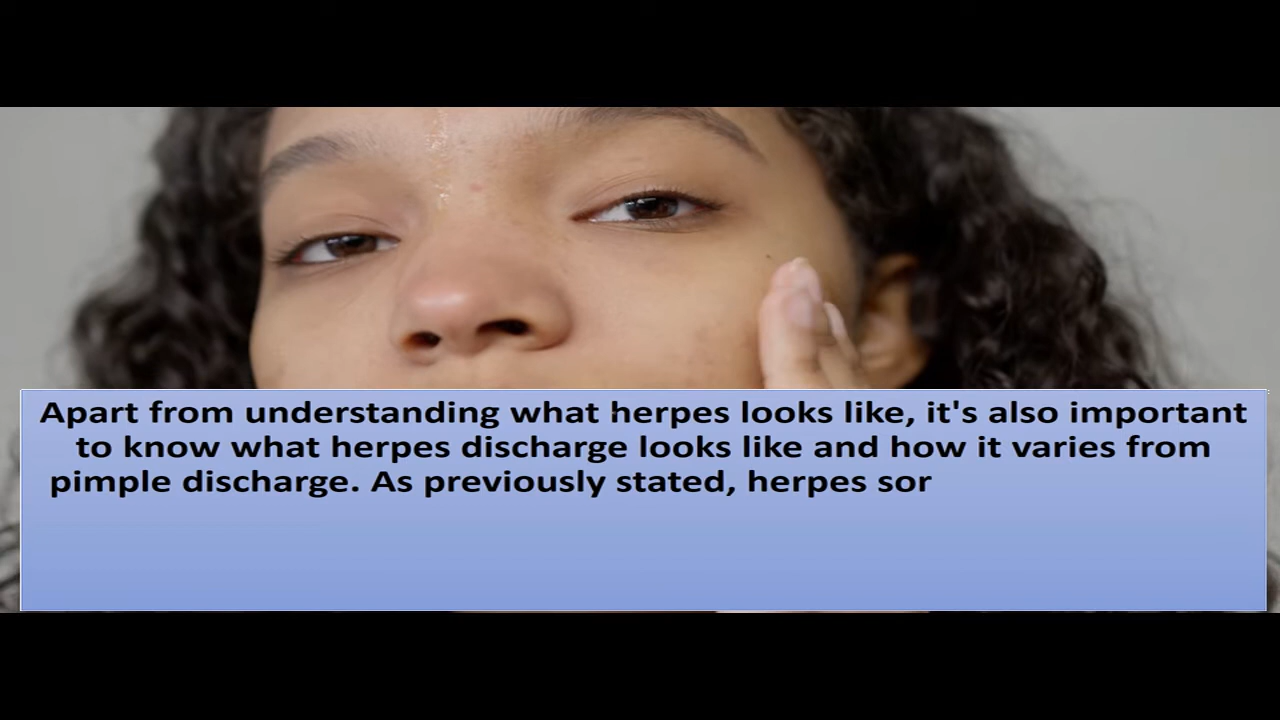 Apart from understanding what herpes looks like, it's also important
to know what herpes discharge looks like and how it varies from
pimple discharge. As previously stated, herpes sor